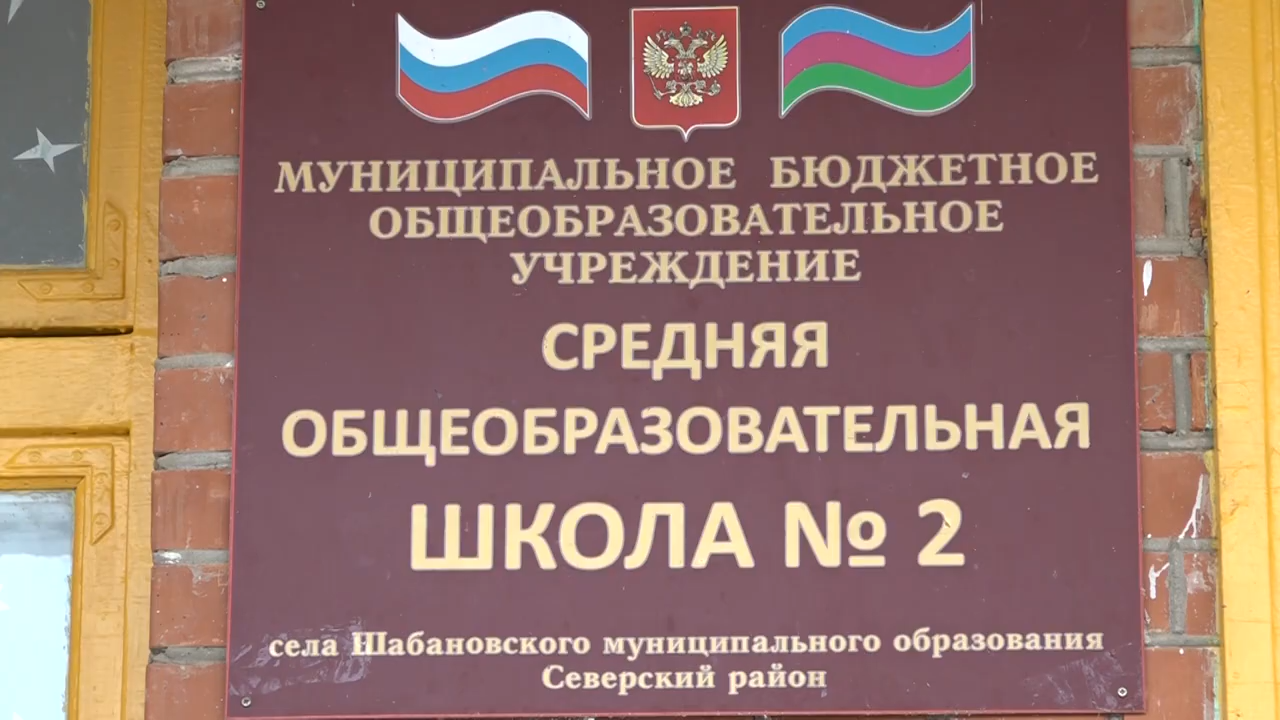 МУНИЦИПАЛЬНОЕ БЮДЖЕТНОЕ
ОБЩЕОБРАЗОВАТЕЛЬНОЕ
УЧРЕЖДЕНИЕ
СРЕДНЯЯ
ОБЩЕОБРАЗОВАТЕЛЬНАЯ
ШКОЛА № 2
села Шабановского муниципального образования
Северский район